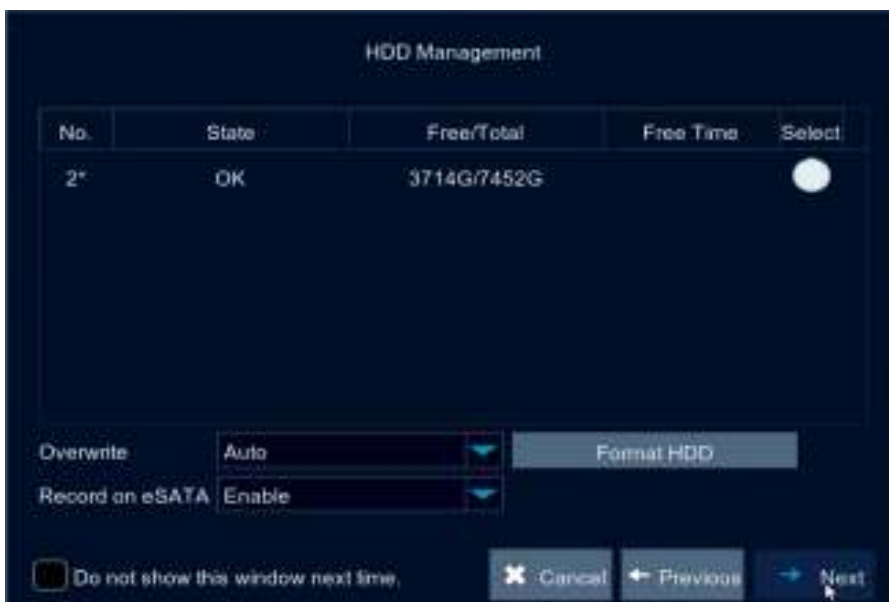 HDD Management
No. State Free/Total Free Time Select
2* OK 3714G/7452G
Overwrite Auto Format HDD
Record on eSATA Enable
Do not show this window next time. Cancel Previous Next